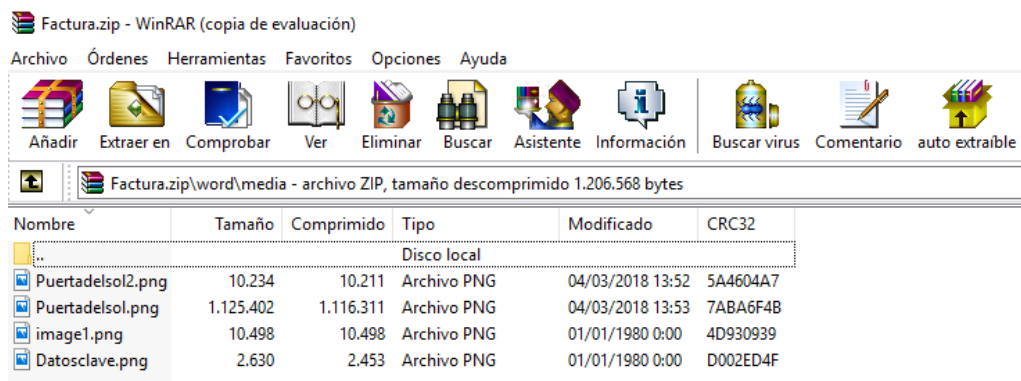 Factura.zip - WinRAR (copia de evaluación)
Archivo Órdenes Herramientas Favoritos Opciones Ayuda
Añadir Extraer en Comprobar Ver Eliminar Buscar Asistente Información Buscar virus Comentario auto extraíble
Factura.zip\word\media - archivo ZIP, tamaño descomprimido 1.206.568 bytes
Nombre Tamaño Comprimido Tipo Modificado CRC32
.. Disco local
Puertadelsol2.png 10.234 10.211 Archivo PNG 04/03/2018 13:52 5A4604A7
Puertadelsol.png 1.125.402 1.116.311 Archivo PNG 04/03/2018 13:53 7ABA6F4B
image1.png 10.498 10.498 Archivo PNG 01/01/1980 0:00 4D930939
Datosclave.png 2.630 2.453 Archivo PNG 01/01/1980 0:00 D002ED4F